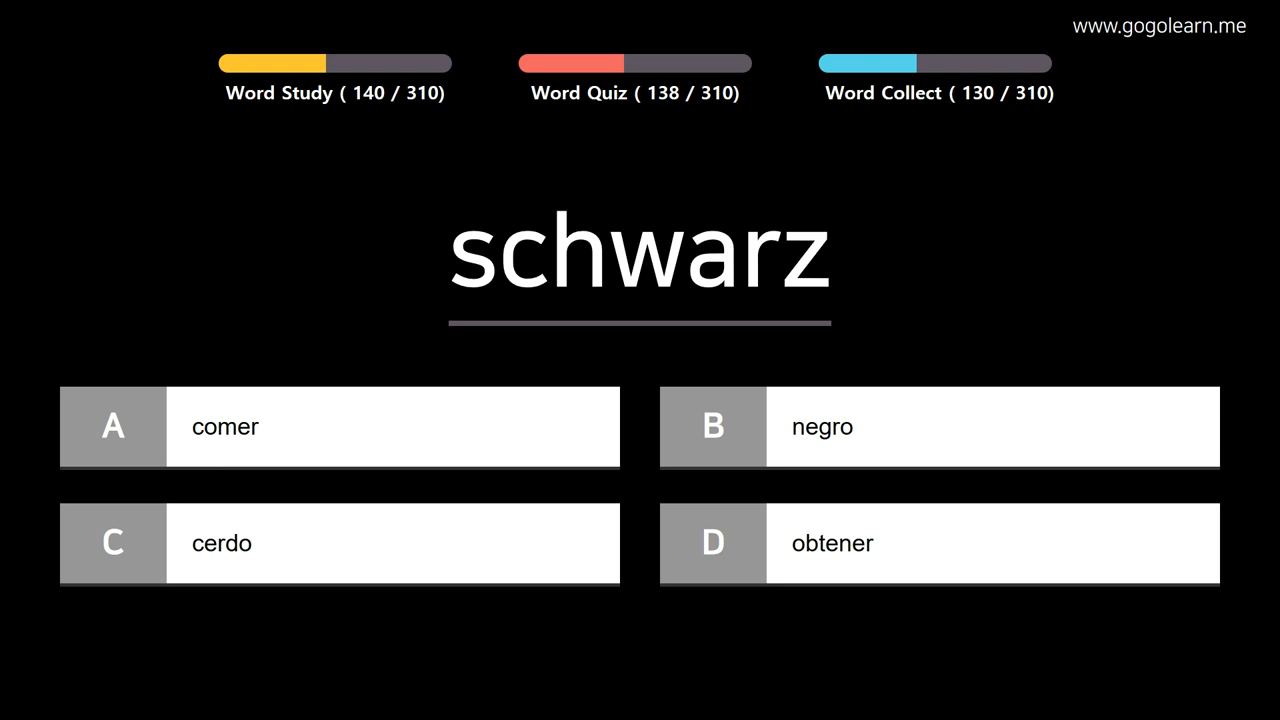 www.gogolearn.me
Word Study ( 140 / 310)
Word Quiz ( 138 / 310)
Word Collect ( 130 / 310)
schwarz
A comer
B negro
C cerdo
D obtener